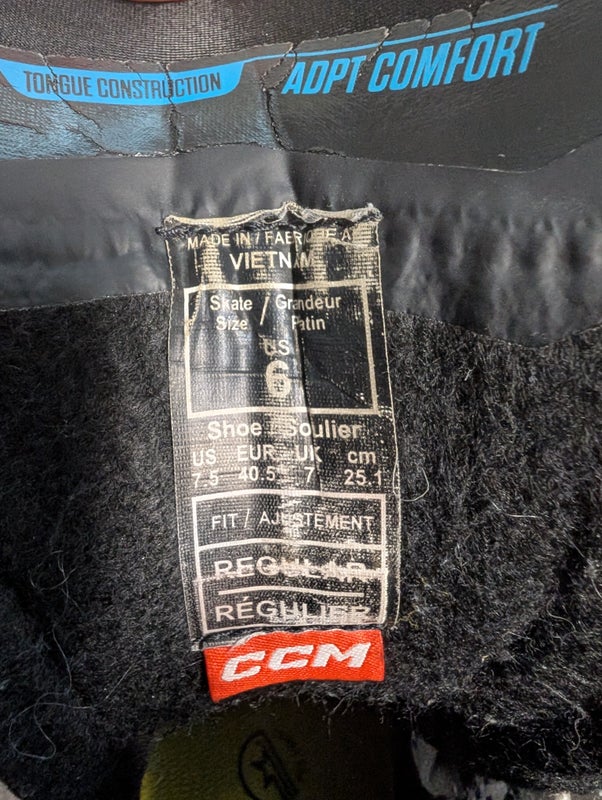 TONGUE CONSTRUCTION
ADPT COMFORT
MADE IN / FABRIQUÉ A
VIETNAM
Skate / Grandeur
Size Patin
US
6
Shoe / Soulier
US EUR UK cm
7.5 40.5 7 25.1
FIT / AJUSTEMENT
REGULAR
RÉGULIER
CCM